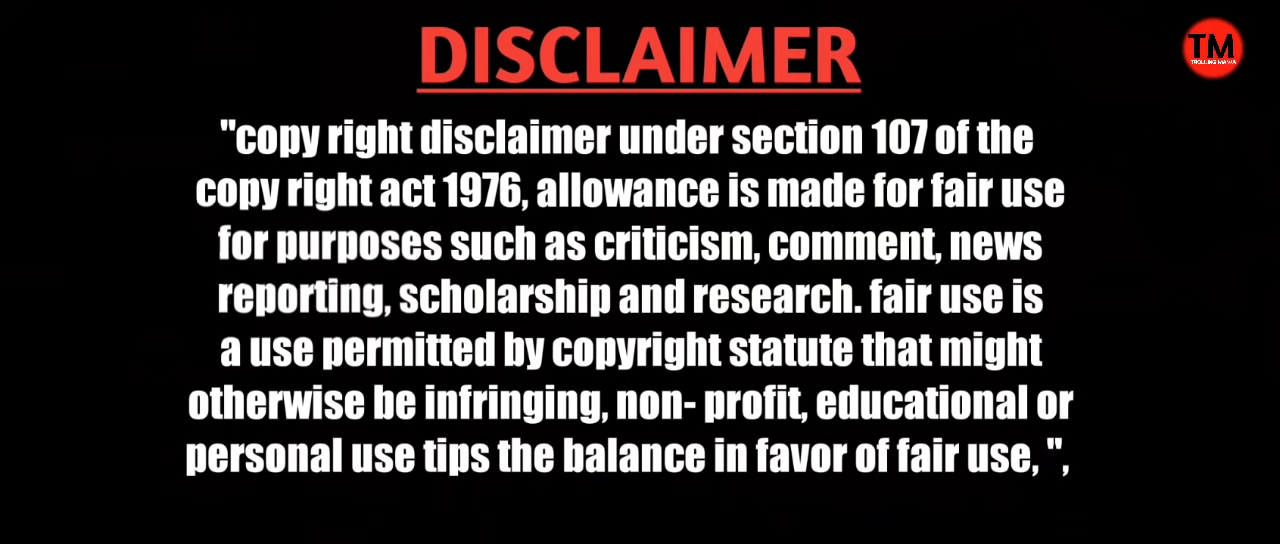 DISCLAIMER
TM
TROLLING MAWA
"copy right disclaimer under section 107 of the
copy right act 1976, allowance is made for fair use
for purposes such as criticism, comment, news
reporting, scholarship and research. fair use is
a use permitted by copyright statute that might
otherwise be infringing, non- profit, educational or
personal use tips the balance in favor of fair use, ",